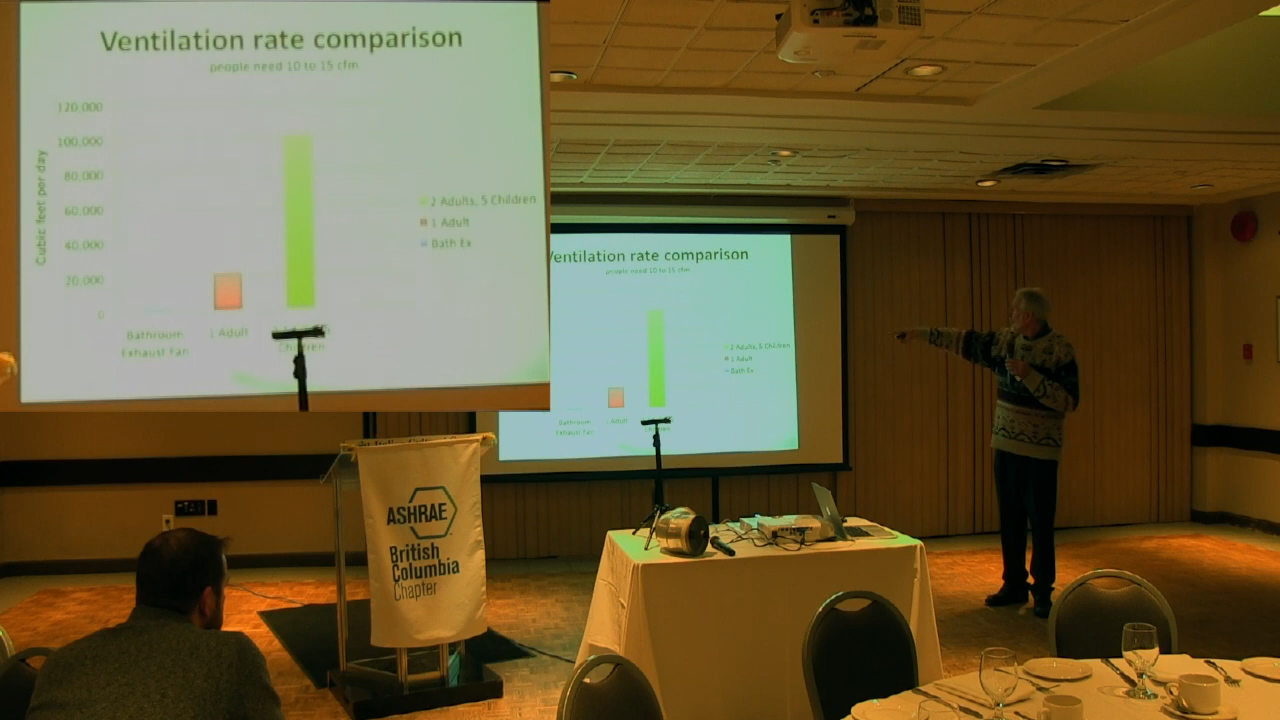 Ventilation rate comparison
people need 10 to 15 cfm
120,000
100,000
80,000
60,000
40,000
20,000
0
Cubic feet per day
Bathroom
Exhaust Fan
1 Adult
Children
2 Adults, 5 Children
1 Adult
Bath Ex
Ventilation rate comparison
people need 10 to 15 cfm
2 Adults, 5 Children
1 Adult
Bath Ex
Bathroom
Exhaust Fan
1 Adult
ASHRAE
British
Columbia
Chapter